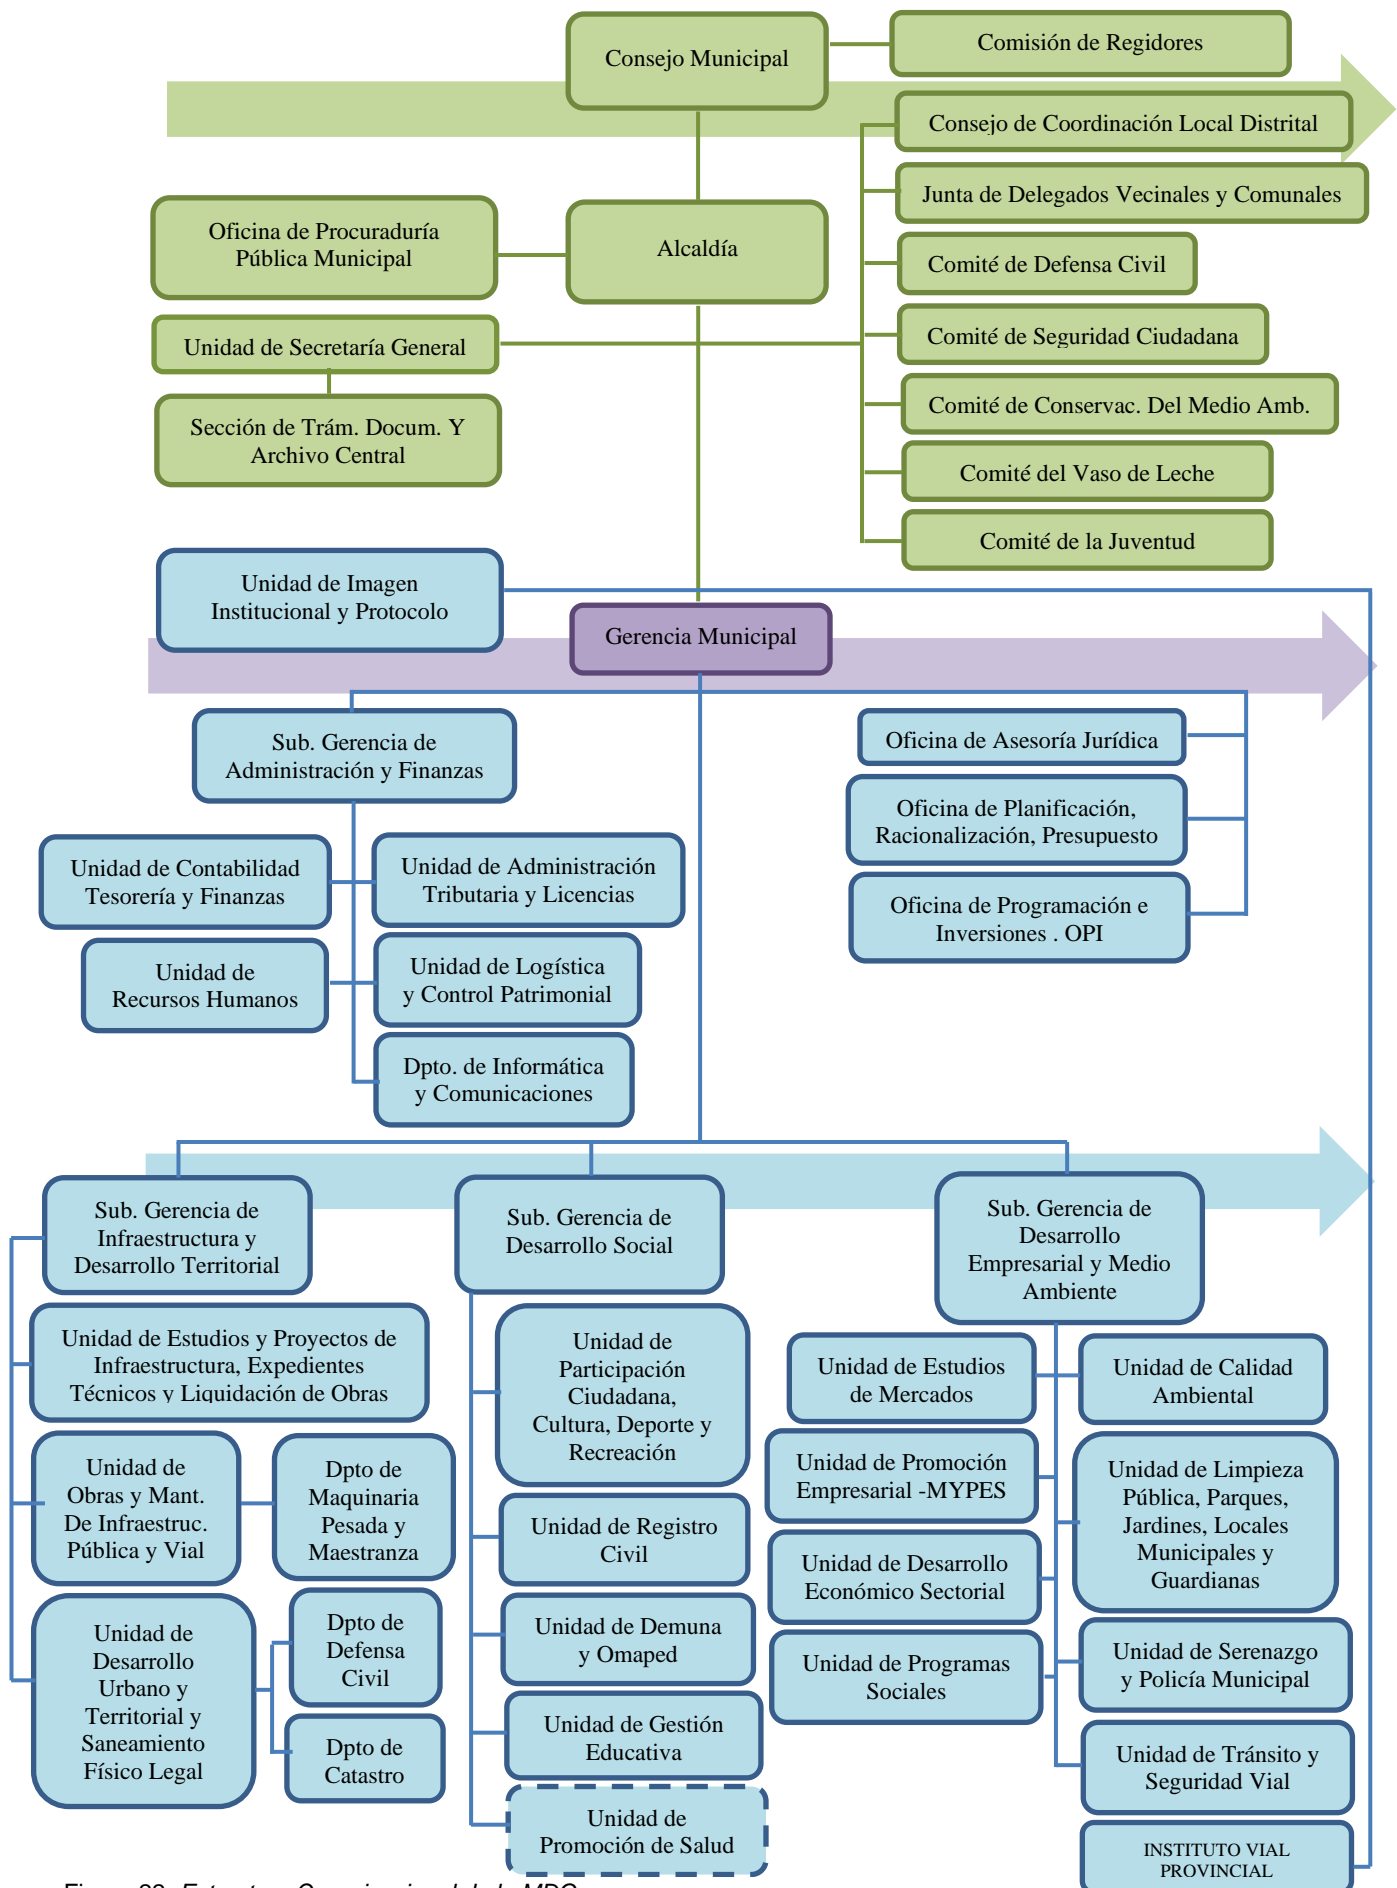 Consejo Municipal
Comisión de Regidores
Consejo de Coordinación Local Distrital
Junta de Delegados Vecinales y Comunales
Oficina de Procuraduría
Pública Municipal
Alcaldía
Comité de Defensa Civil
Unidad de Secretaría General
Comité de Seguridad Ciudadana
Sección de Trám. Docum. Y
Archivo Central
Comité de Conservac. Del Medio Amb.
Comité del Vaso de Leche
Comité de la Juventud
Unidad de Imagen
Institucional y Protocolo
Gerencia Municipal
Sub. Gerencia de
Administración y Finanzas
Oficina de Asesoría Jurídica
Oficina de Planificación,
Racionalización, Presupuesto
Unidad de Contabilidad
Tesorería y Finanzas
Unidad de Administración
Tributaria y Licencias
Oficina de Programación e
Inversiones . OPI
Unidad de
Recursos Humanos
Unidad de Logística
y Control Patrimonial
Dpto. de Informática
y Comunicaciones
Sub. Gerencia de
Infraestructura y
Desarrollo Territorial
Sub. Gerencia de
Desarrollo Social
Sub. Gerencia de
Desarrollo
Empresarial y Medio
Ambiente
Unidad de Estudios y Proyectos de
Infraestructura, Expedientes
Técnicos y Liquidación de Obras
Unidad de
Obras y Mant.
De Infraestruc.
Pública y Vial
Dpto de
Maquinaria
Pesada y
Maestranza
Unidad de
Desarrollo
Urbano y
Territorial y
Saneamiento
Físico Legal
Dpto de
Defensa
Civil
Dpto de
Catastro
Unidad de
Participación
Ciudadana,
Cultura, Deporte y
Recreación
Unidad de Registro
Civil
Unidad de Demuna
y Omaped
Unidad de Gestión
Educativa
Unidad de
Promoción de Salud
Unidad de Estudios
de Mercados
Unidad de Promoción
Empresarial -MYPES
Unidad de Desarrollo
Económico Sectorial
Unidad de Programas
Sociales
Unidad de Calidad
Ambiental
Unidad de Limpieza
Pública, Parques,
Jardines, Locales
Municipales y
Guardianas
Unidad de Serenazgo
y Policía Municipal
Unidad de Tránsito y
Seguridad Vial
INSTITUTO VIAL
PROVINCIAL